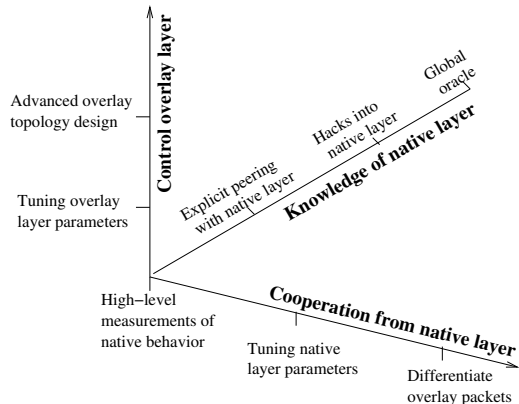 Control overlay layer
Advanced overlay
topology design
Tuning overlay
layer parameters
Global
oracle
Hacks into
native layer
Explicit peering
with native layer
Knowledge of native layer
High−level
measurements of
native behavior
Cooperation from native layer
Tuning native
layer parameters
Differentiate
overlay packets